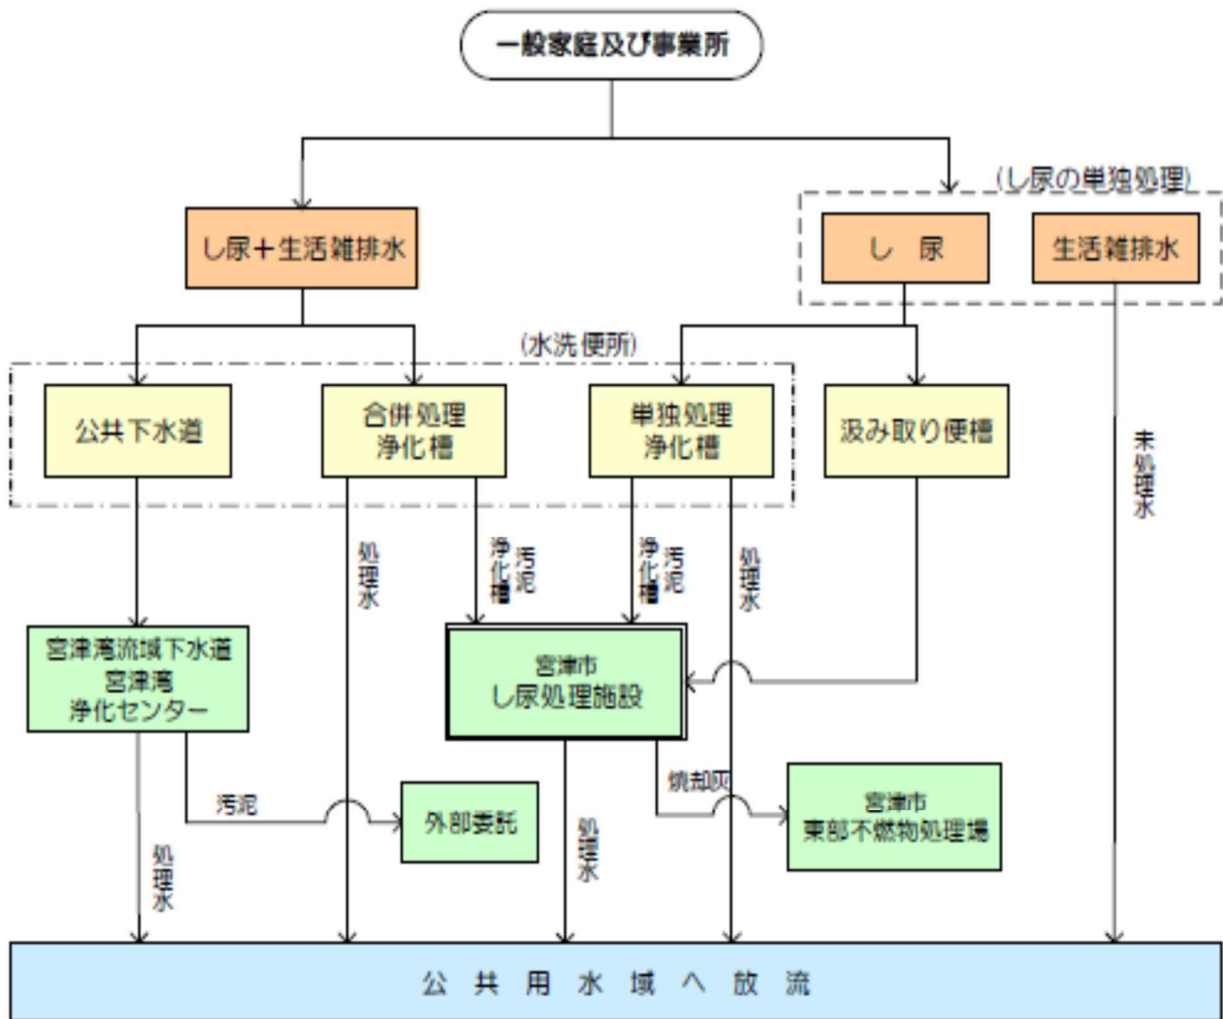 一般家庭及び事業所
(し尿の単独処理)
し尿＋生活雑排水
し　尿
生活雑排水
(水洗便所)
公共下水道
合併処理
浄化槽
単独処理
浄化槽
汲み取り便槽
未処理水
処理水
浄化槽
汚泥
浄化槽
汚泥
処理水
宮津湾流域下水道
宮津湾
浄化センター
宮津市
し尿処理施設
汚泥
外部委託
焼却灰
宮津市
東部不燃物処理場
処理水
処理水
公　共　用　水　域　へ　放　流